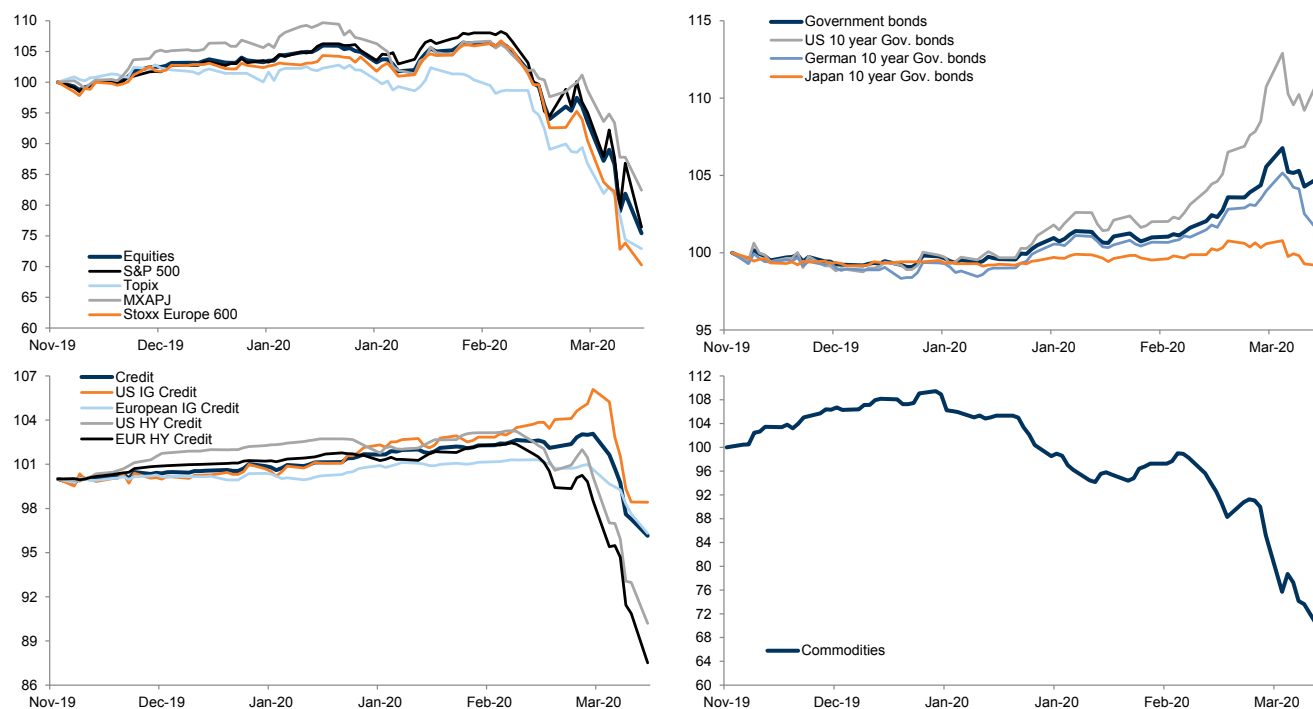 110
105
100
95
90
85
80
75
70
65
60
Equities
S&P 500
Topix
MXAPJ
Stoxx Europe 600
Nov-19 Dec-19 Jan-20 Jan-20 Feb-20 Mar-20
115
110
105
100
95
Government bonds
US 10 year Gov. bonds
German 10 year Gov. bonds
Japan 10 year Gov. bonds
Nov-19 Dec-19 Jan-20 Jan-20 Feb-20 Mar-20
107
104
101
98
95
92
89
86
Credit
US IG Credit
European IG Credit
US HY Credit
EUR HY Credit
Nov-19 Dec-19 Jan-20 Jan-20 Feb-20 Mar-20
112
108
104
100
96
92
88
84
80
76
72
68
64
60
Commodities
Nov-19 Dec-19 Jan-20 Jan-20 Feb-20 Mar-20